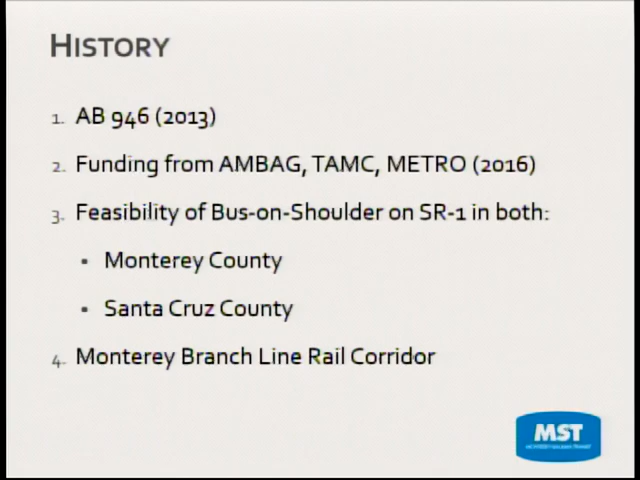 HISTORY
1. AB 946 (2013)
2. Funding from AMBAG, TAMC, METRO (2016)
3. Feasibility of Bus-on-Shoulder on SR-1 in both:
▪ Monterey County
▪ Santa Cruz County
4. Monterey Branch Line Rail Corridor
MST